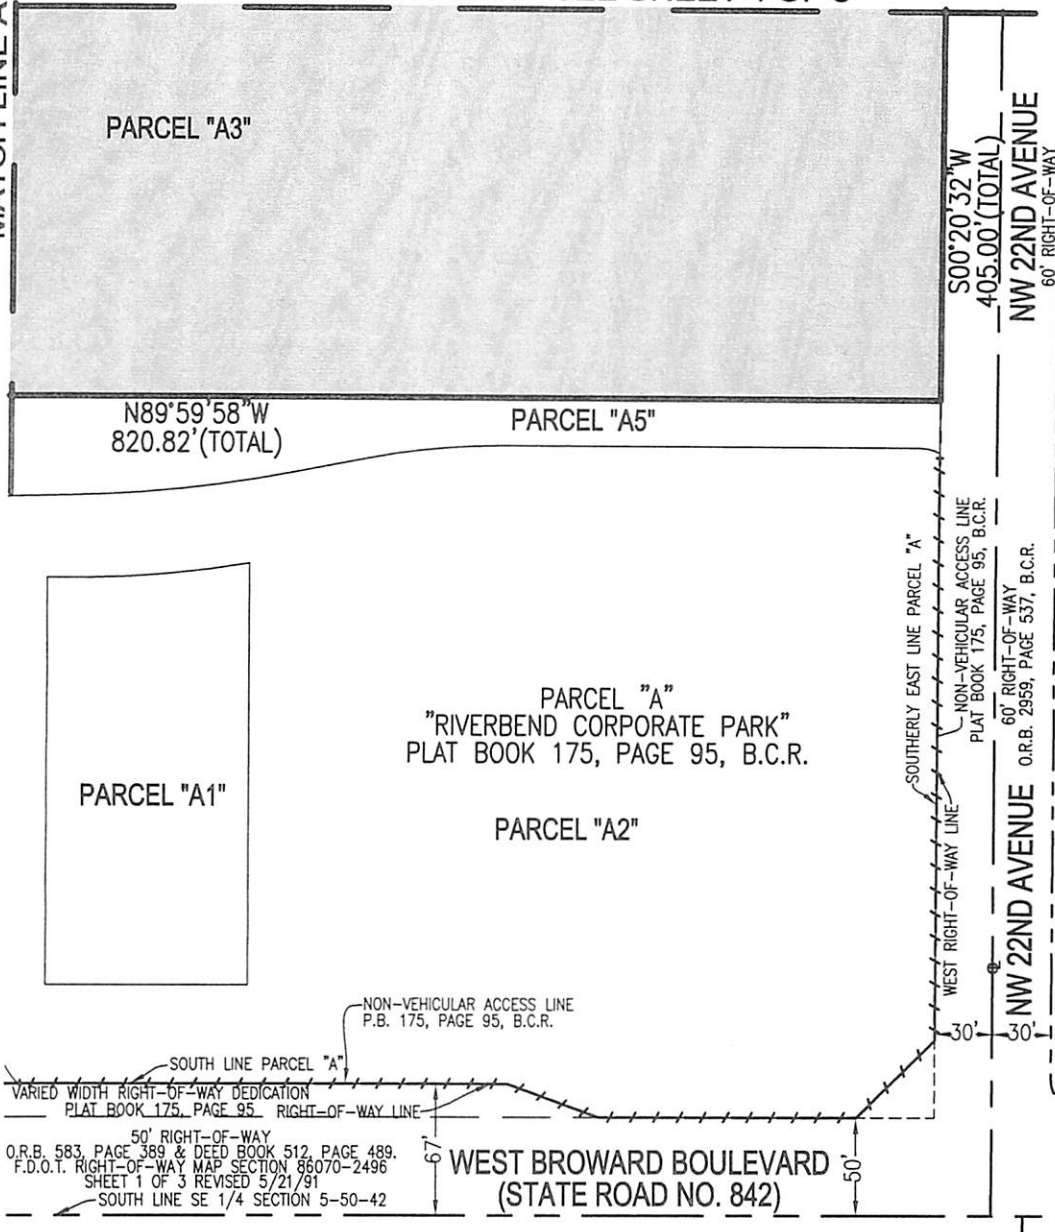 MATCH LINE A
PARCEL "A3"
S00°20'32"W
405.00'(TOTAL)
NW 22ND AVENUE
60' RIGHT-OF-WAY
N89°59'58"W
820.82'(TOTAL)
PARCEL "A5"
SOUTHERLY EAST LINE PARCEL "A"
NON-VEHICULAR ACCESS LINE
PLAT BOOK 175, PAGE 95, B.C.R.
60' RIGHT-OF-WAY
O.R.B. 2959, PAGE 537, B.C.R.
PARCEL "A"
"RIVERBEND CORPORATE PARK"
PLAT BOOK 175, PAGE 95, B.C.R.
PARCEL "A1"
PARCEL "A2"
WEST RIGHT-OF-WAY LINE
NW 22ND AVENUE
30'
30'
NON-VEHICULAR ACCESS LINE
P.B. 175, PAGE 95, B.C.R.
SOUTH LINE PARCEL "A"
VARIED WIDTH RIGHT-OF-WAY DEDICATION
PLAT BOOK 175, PAGE 95
RIGHT-OF-WAY LINE
50' RIGHT-OF-WAY
O.R.B. 583, PAGE 389 & DEED BOOK 512, PAGE 489.
F.D.O.T. RIGHT-OF-WAY MAP SECTION 86070-2496
SHEET 1 OF 3 REVISED 5/21/91
SOUTH LINE SE 1/4 SECTION 5-50-42
67'
WEST BROWARD BOULEVARD
(STATE ROAD NO. 842)
50'